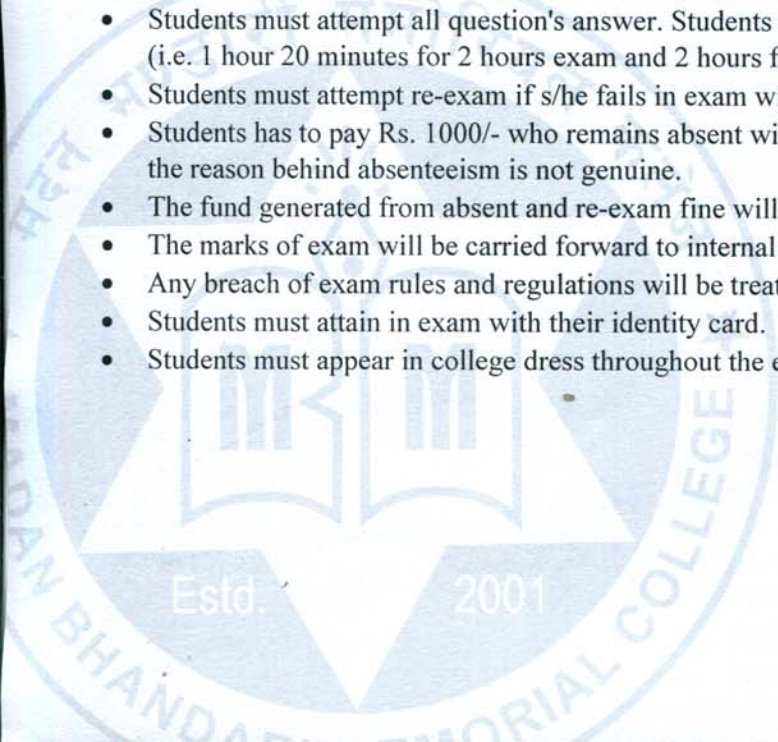 • Students must attempt all question's answer. Students
(i.e. 1 hour 20 minutes for 2 hours exam and 2 hours f
• Students must attempt re-exam if s/he fails in exam wi
• Students has to pay Rs. 1000/- who remains absent wi
the reason behind absenteeism is not genuine.
• The fund generated from absent and re-exam fine will
• The marks of exam will be carried forward to internal
• Any breach of exam rules and regulations will be treat
• Students must attain in exam with their identity card.
• Students must appear in college dress throughout the e
Estd. 2001
MADAN BHANDARI MEMORIAL COLLEGE